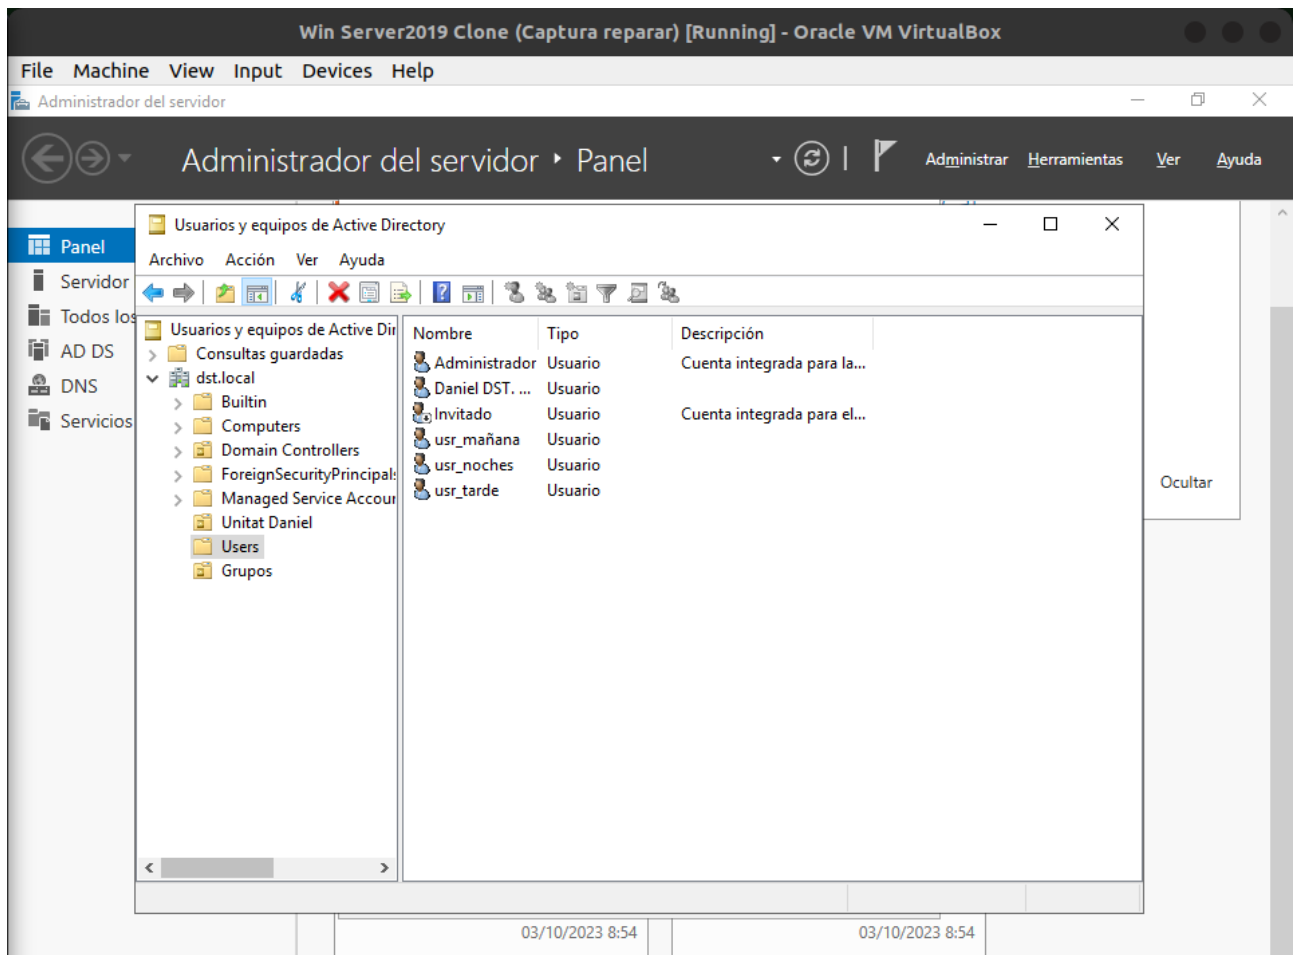 Win Server2019 Clone (Captura reparar) [Running] - Oracle VM VirtualBox
File Machine View Input Devices Help
Administrador del servidor
Administrador del servidor ‣ Panel
Administrar Herramientas Ver Ayuda
Panel
Servidor
Todos los
AD DS
DNS
Servicios
Usuarios y equipos de Active Directory
Archivo Acción Ver Ayuda
Usuarios y equipos de Active Dir
Consultas guardadas
dst.local
Builtin
Computers
Domain Controllers
ForeignSecurityPrincipals
Managed Service Accoun
Unitat Daniel
Users
Grupos
Nombre Tipo Descripción
Administrador Usuario Cuenta integrada para la...
Daniel DST. ... Usuario
Invitado Usuario Cuenta integrada para el...
usr_mañana Usuario
usr_noches Usuario
usr_tarde Usuario
Ocultar
03/10/2023 8:54
03/10/2023 8:54